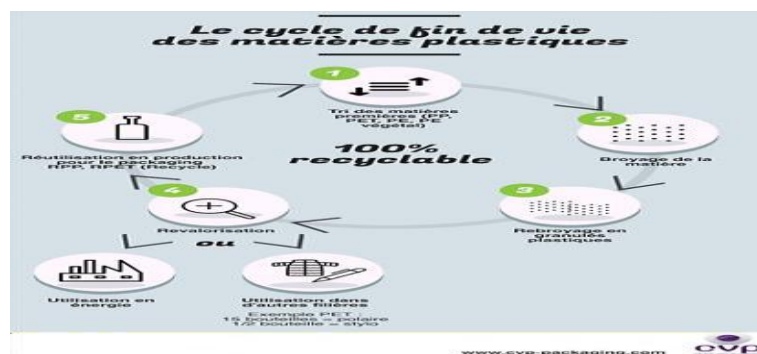 Le cycle de fin de vie
des matières plastiques
1
Tri des matières
premières (PP,
PET, PE, PE
végétal)
2
Broyage de la
matière
3
Rebroyage en
granulés
plastiques
100%
recyclable
5
Réutilisation en production
pour le packaging
RPP, RPET (Recycle)
4
Revalorisation
ou
Utilisation en
énergie
Utilisation dans
d'autres filières
Exemple PET :
15 bouteilles = polaire
1/2 bouteille = stylo
www.cvp-packaging.com
cvp